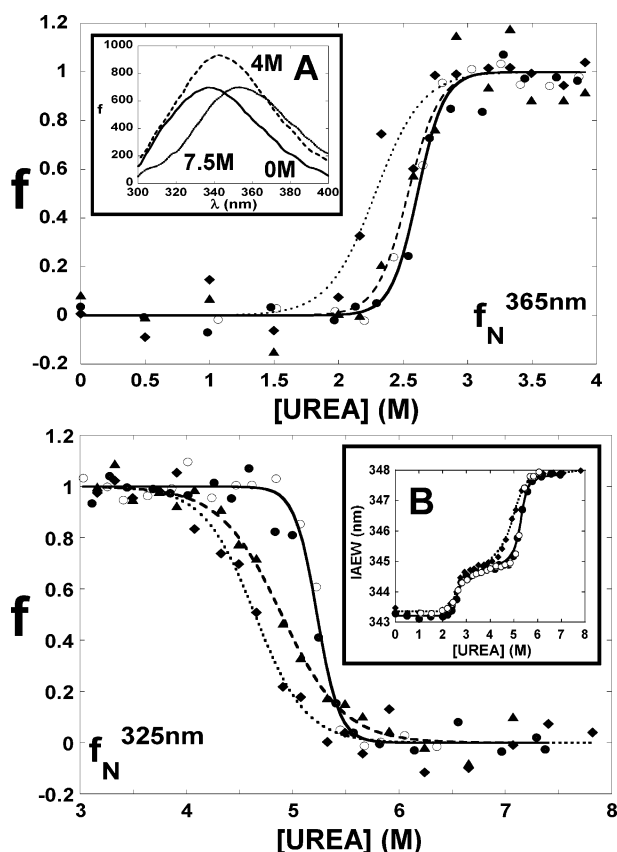 1.2
1
0.8
0.6
0.4
0.2
0
-0.2
f
1000
800
600
400
200
0
f
A
4M
7.5M
0M
300 320 340 360 380 400
λ (nm)
f N 365nm
0 0.5 1 1.5 2 2.5 3 3.5 4
[UREA] (M)
1.2
1
0.8
0.6
0.4
0.2
0
-0.2
f
348
347
346
345
344
343
IAEW (nm)
B
0 1 2 3 4 5 6 7 8
[UREA] (M)
f N 325nm
3 4 5 6 7 8
[UREA] (M)